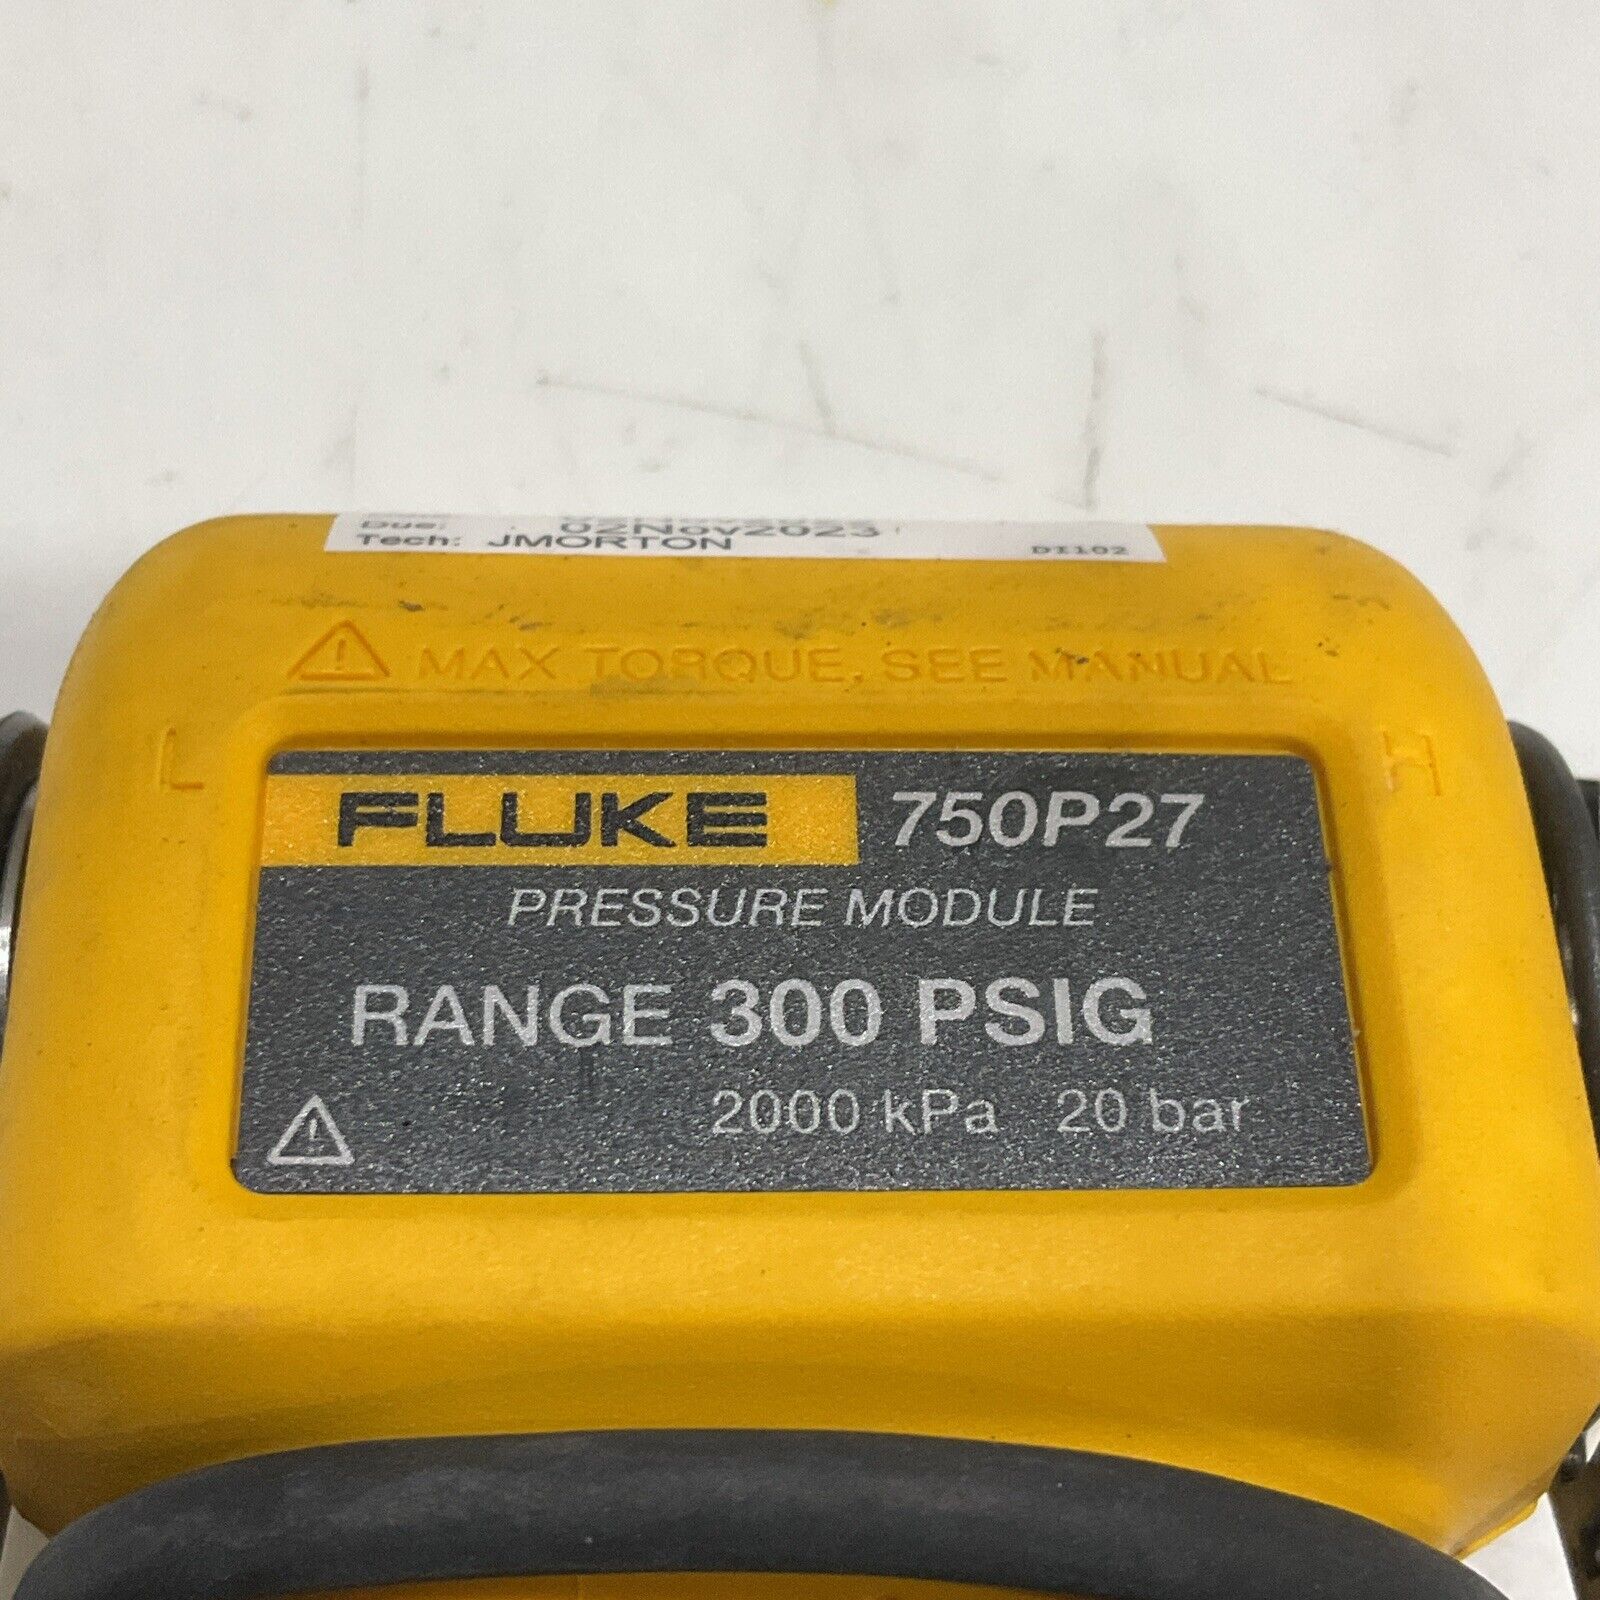 Due: 02Nov2023
Tech: JMORTON DI102
MAX TORQUE, SEE MANUAL
L H
FLUKE 750P27
PRESSURE MODULE
RANGE 300 PSIG
2000 kPa 20 bar